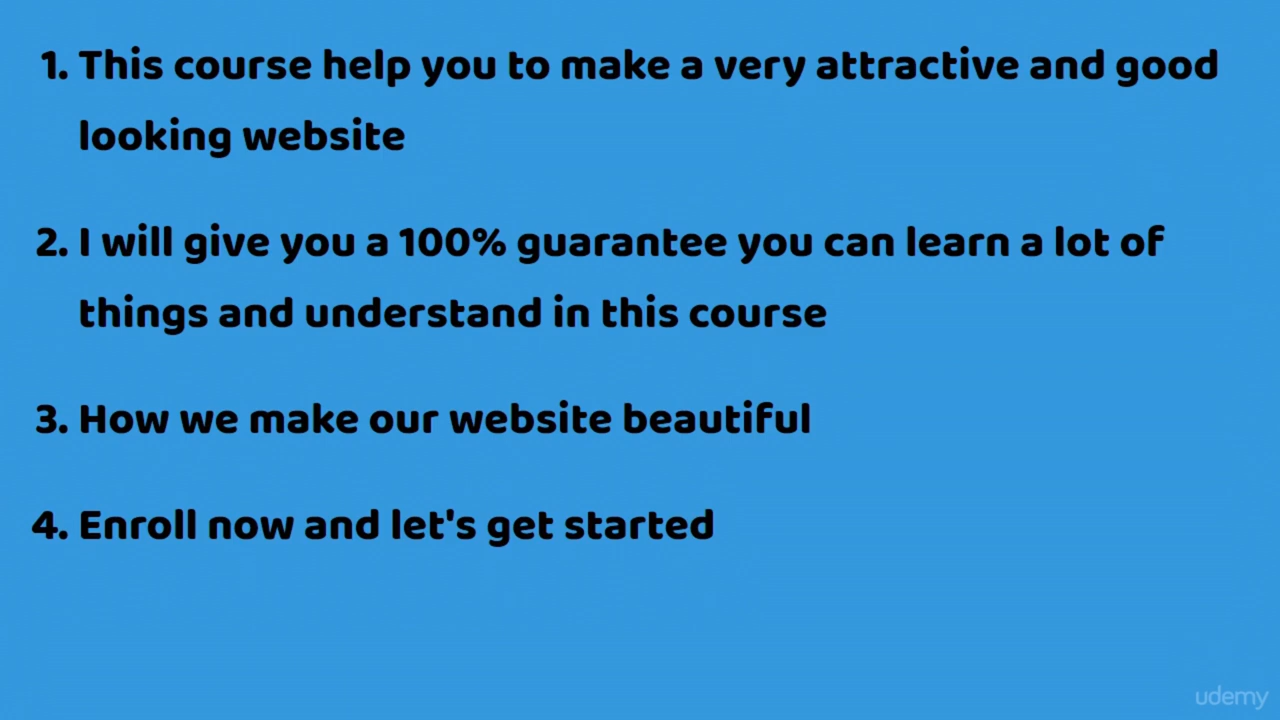 1. This course help you to make a very attractive and good
looking website
2. I will give you a 100% guarantee you can learn a lot of
things and understand in this course
3. How we make our website beautiful
4. Enroll now and let's get started
udemy